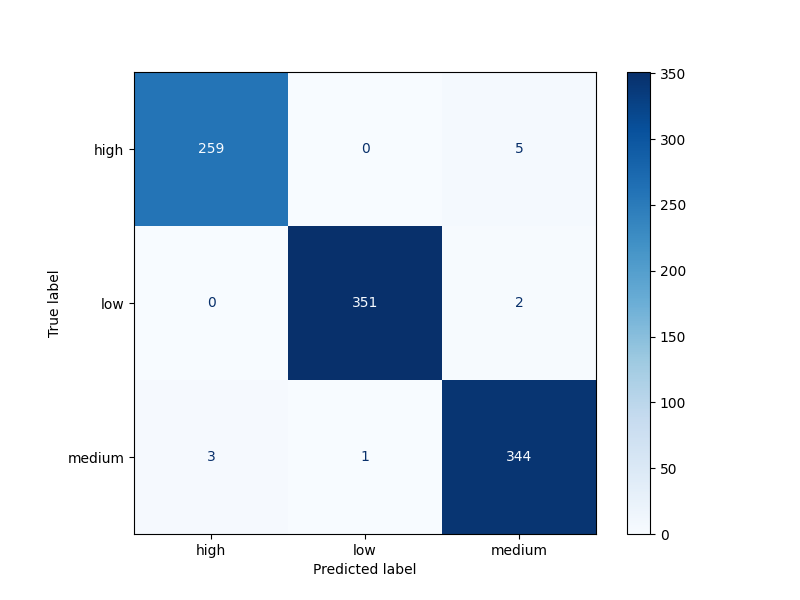 350
300
250
200
150
100
50
0
high 259 0 5
low 0 351 2
medium 3 1 344
high low medium
True label
Predicted label